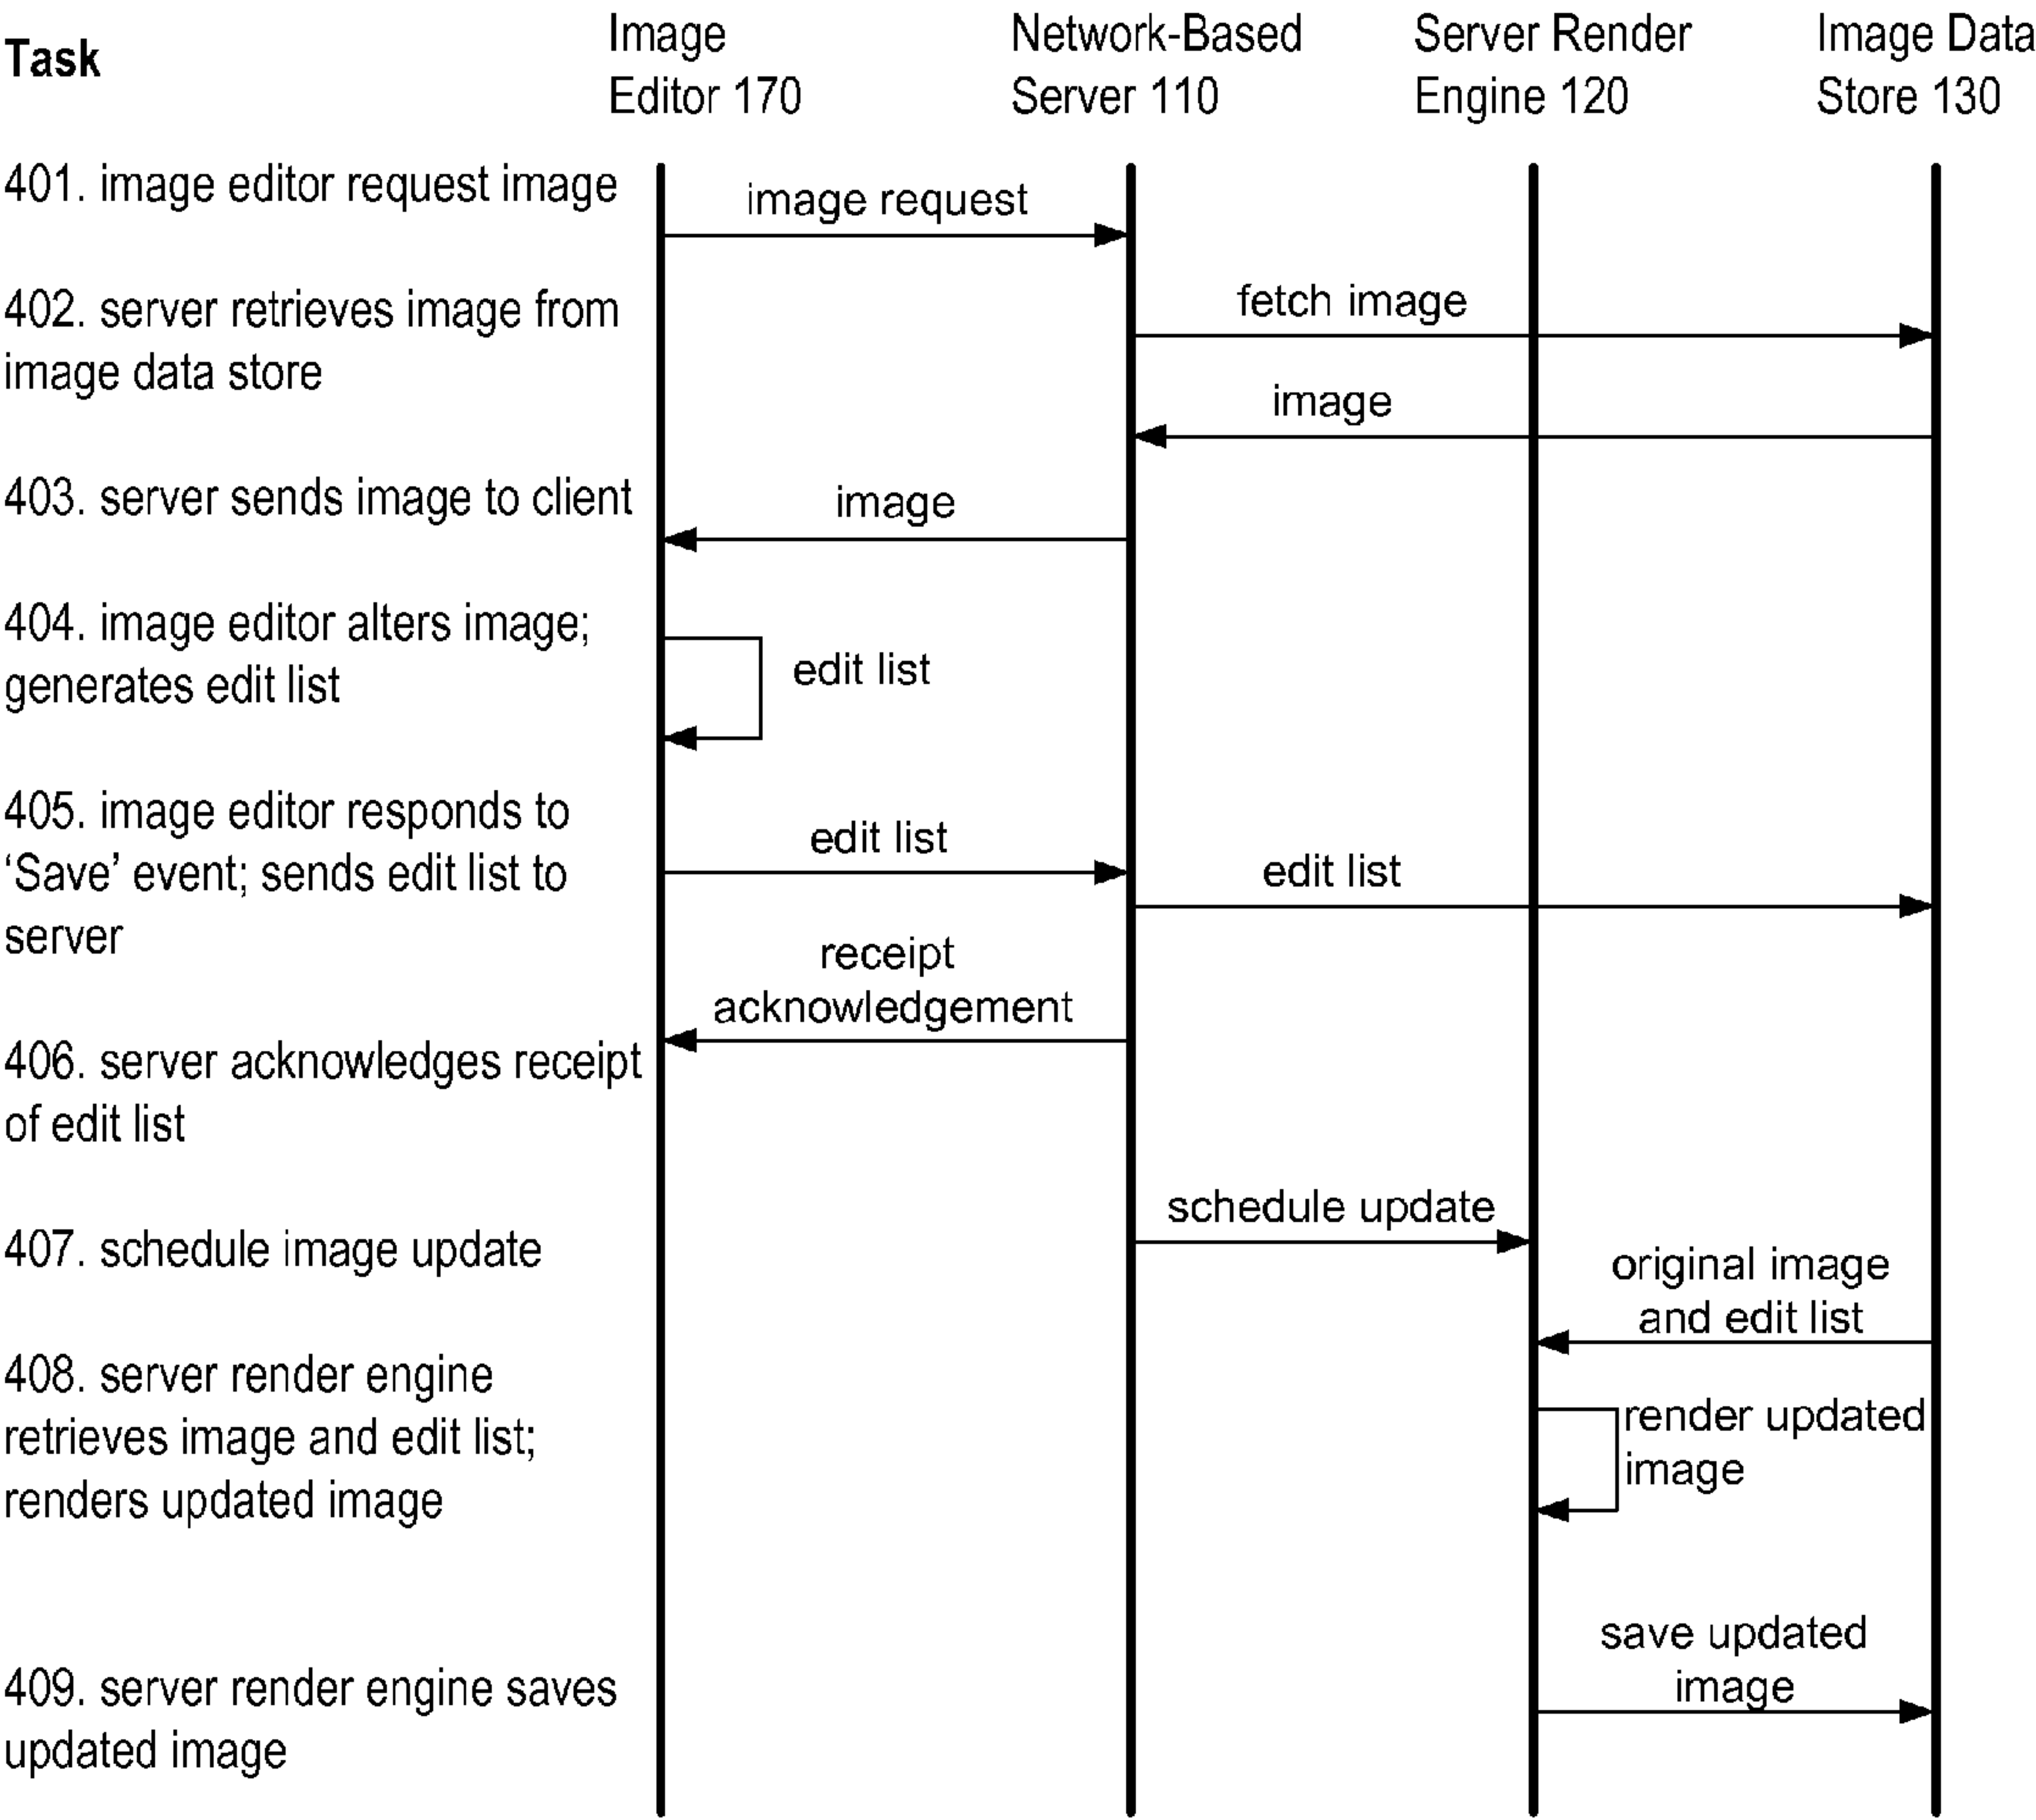 Task
Image
Editor 170
Network-Based
Server 110
Server Render
Engine 120
Image Data
Store 130
401. image editor request image
image request
402. server retrieves image from
image data store
fetch image
image
403. server sends image to client
image
404. image editor alters image;
generates edit list
edit list
405. image editor responds to
‘Save’ event; sends edit list to
server
edit list
edit list
receipt
acknowledgement
406. server acknowledges receipt
of edit list
407. schedule image update
schedule update
original image
and edit list
408. server render engine
retrieves image and edit list;
renders updated image
render updated
image
409. server render engine saves
updated image
save updated
image